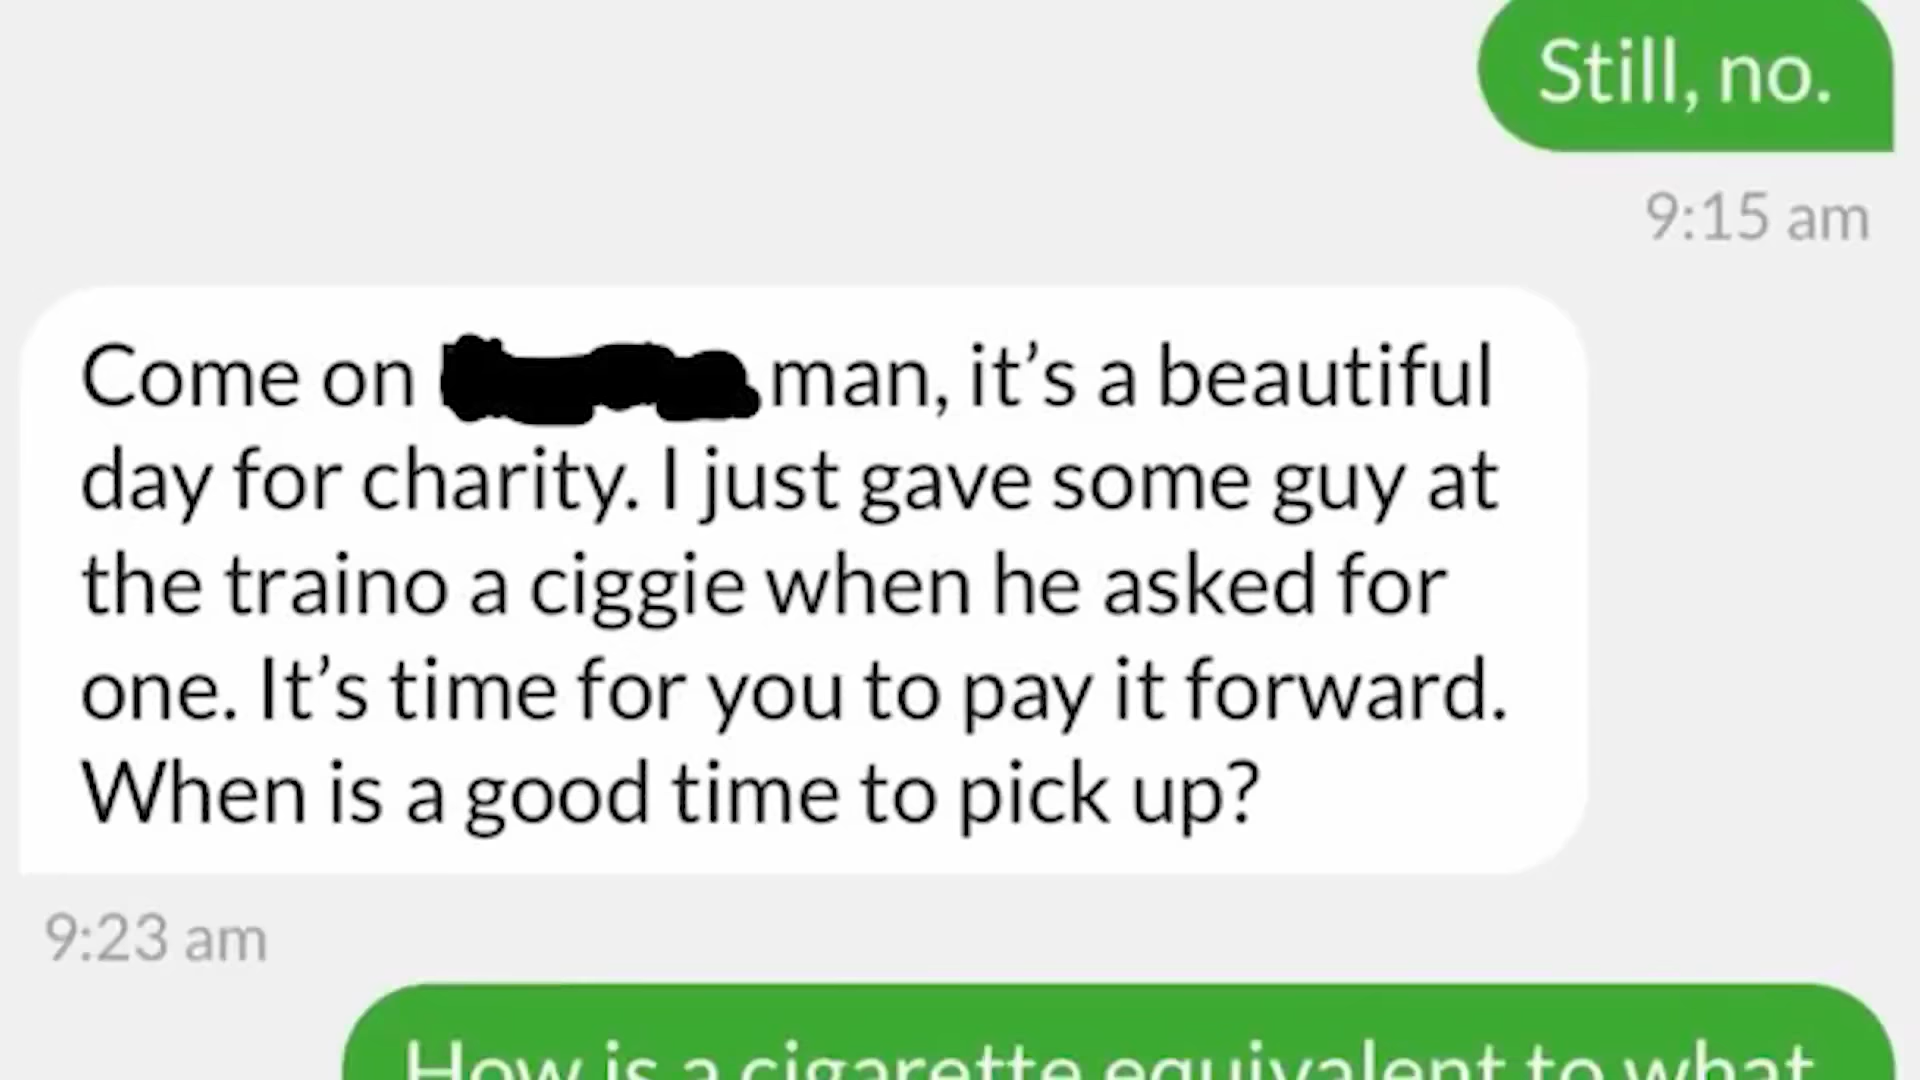 Still, no.
9:15 am
Come on man, it’s a beautiful
day for charity. I just gave some guy at
the traino a ciggie when he asked for
one. It’s time for you to pay it forward.
When is a good time to pick up?
9:23 am
How is a cigarette equivalent to what